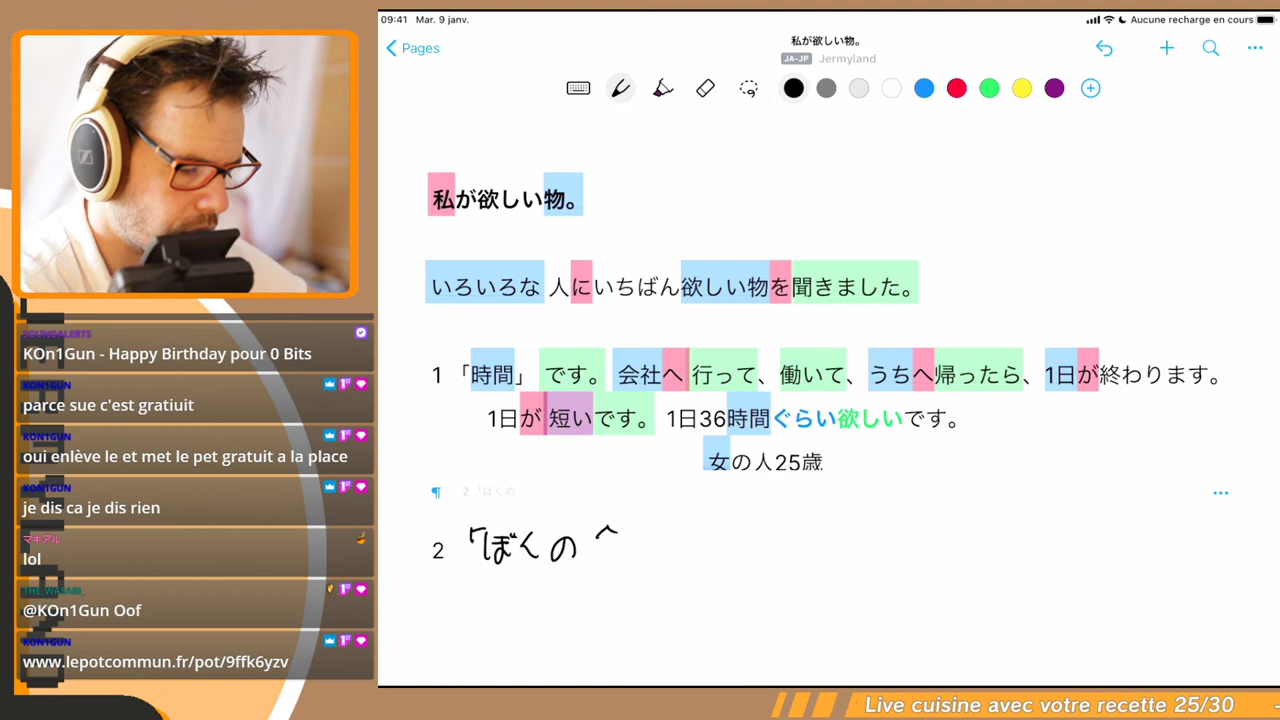 09:41 Mar. 9 janv.
Aucune recharge en cours
Pages
私が欲しい物。
JA-JP Jermyland
私が欲しい物。
いろいろな 人にいちばん欲しい物を聞きました。
1 「時間」 です。 会社へ 行って、働いて、うちへ帰ったら、1日が終わります。
1日が 短いです。 1日36時間ぐらい欲しいです。
女の人25歳
2 「ぼくの
2 「ぼくの へ
SOUNDALERTS
KOn1Gun - Happy Birthday pour 0 Bits
KON1GUN
parce sue c'est gratiuit
KON1GUN
oui enlève le et met le pet gratuit a la place
KON1GUN
je dis ca je dis rien
マキアル
lol
THE_WASABI_
@KOn1Gun Oof
KON1GUN
www.lepotcommun.fr/pot/9ffk6yzv
Live cuisine avec votre recette 25/30